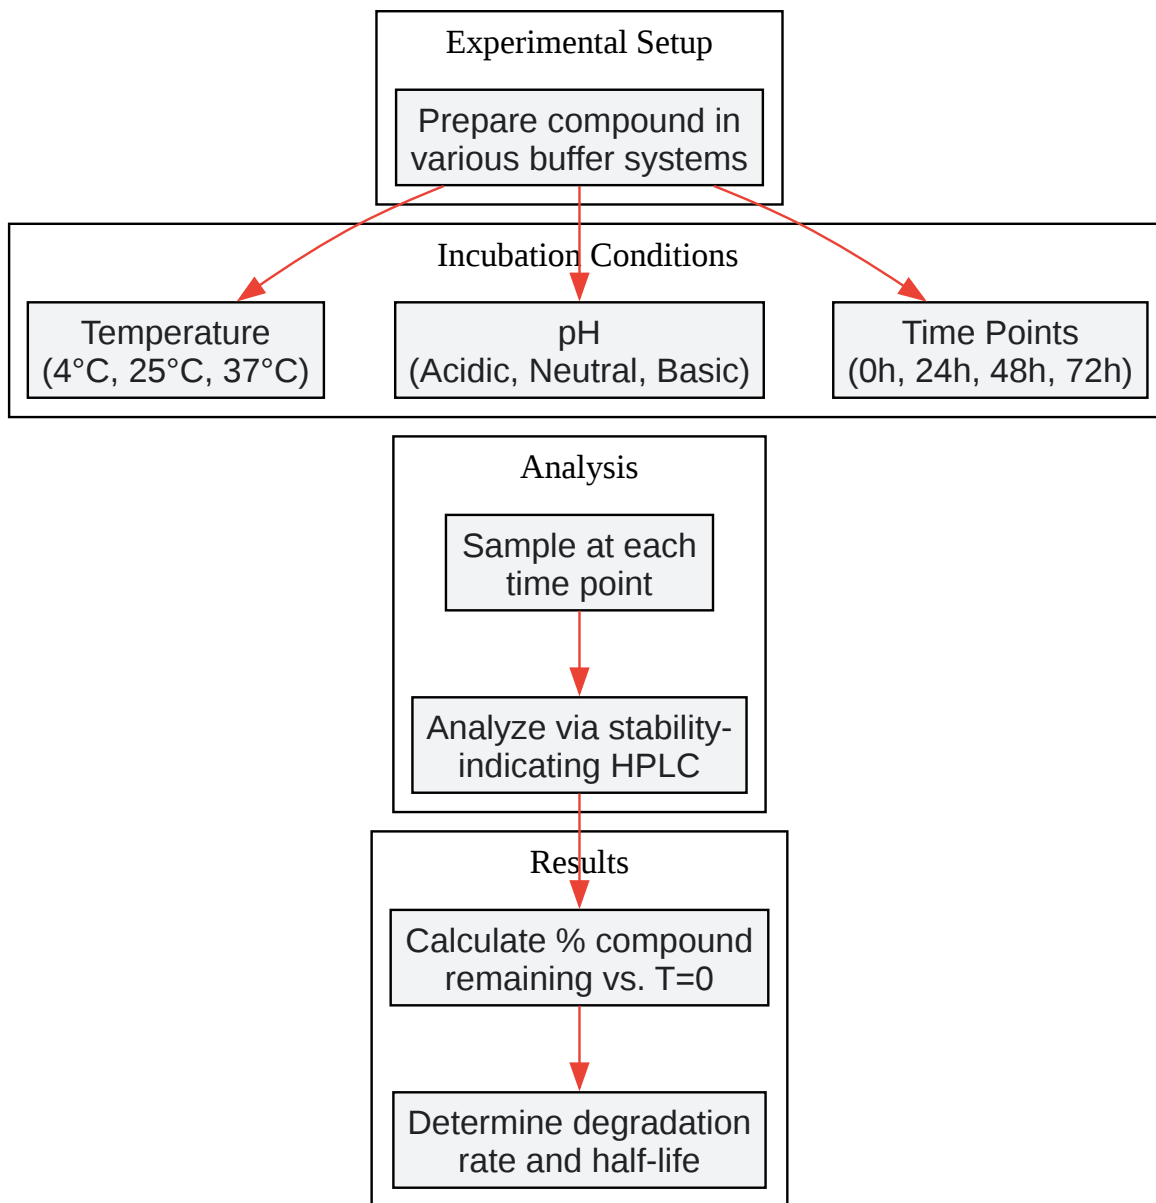 Experimental Setup
Prepare compound in
various buffer systems
Incubation Conditions
Temperature
(4°C, 25°C, 37°C)
pH
(Acidic, Neutral, Basic)
Time Points
(0h, 24h, 48h, 72h)
Analysis
Sample at each
time point
Analyze via stability-
indicating HPLC
Results
Calculate % compound
remaining vs. T=0
Determine degradation
rate and half-life